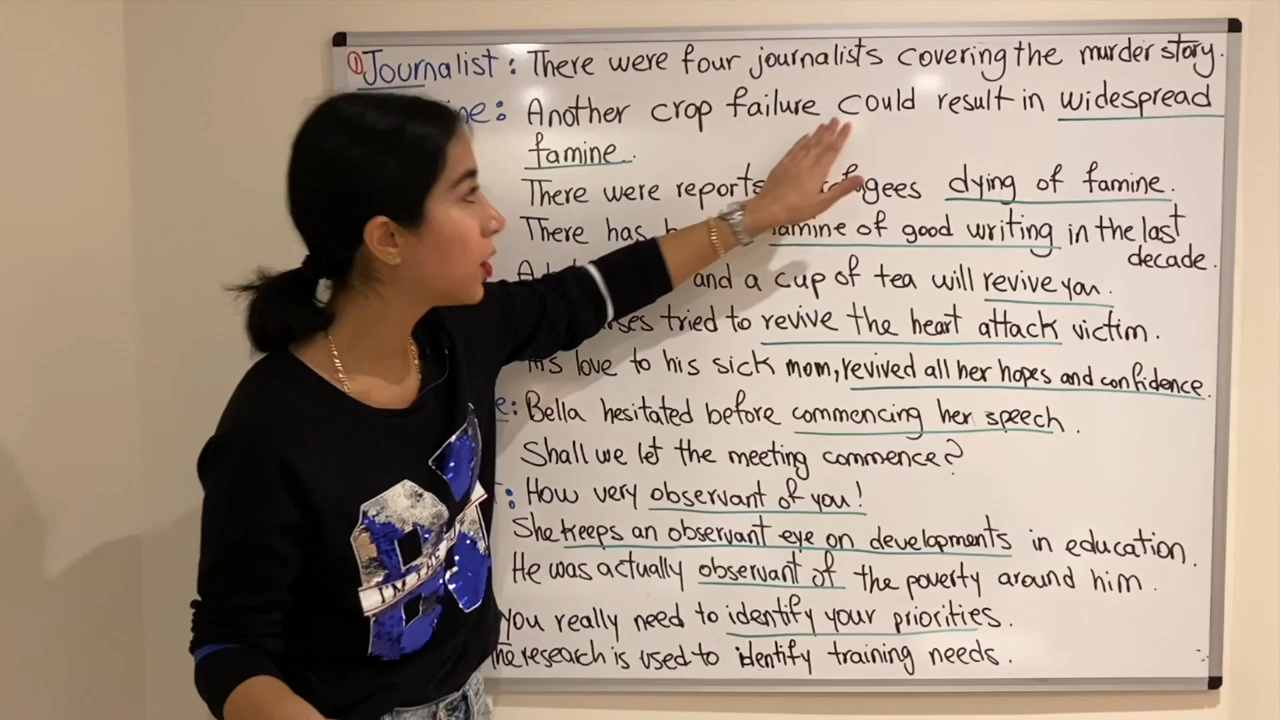 ① Journalist: There were four journalists covering the murder story.
Another crop failure could result in widespread
famine.
There were reports dying of famine.
There has of good writing in the last
decade.
and a cup of tea will revive you.
tried to revive the heart attack victim.
love to his sick mom, revived all her hopes and confidence.
Bella hesitated before commencing her speech.
Shall we let the meeting commence?
How very observant of you!
She keeps an observant eye on developments in education.
He was actually observant of the poverty around him.
you really need to identify your priorities.
The research is used to identify training needs.
I'M THE